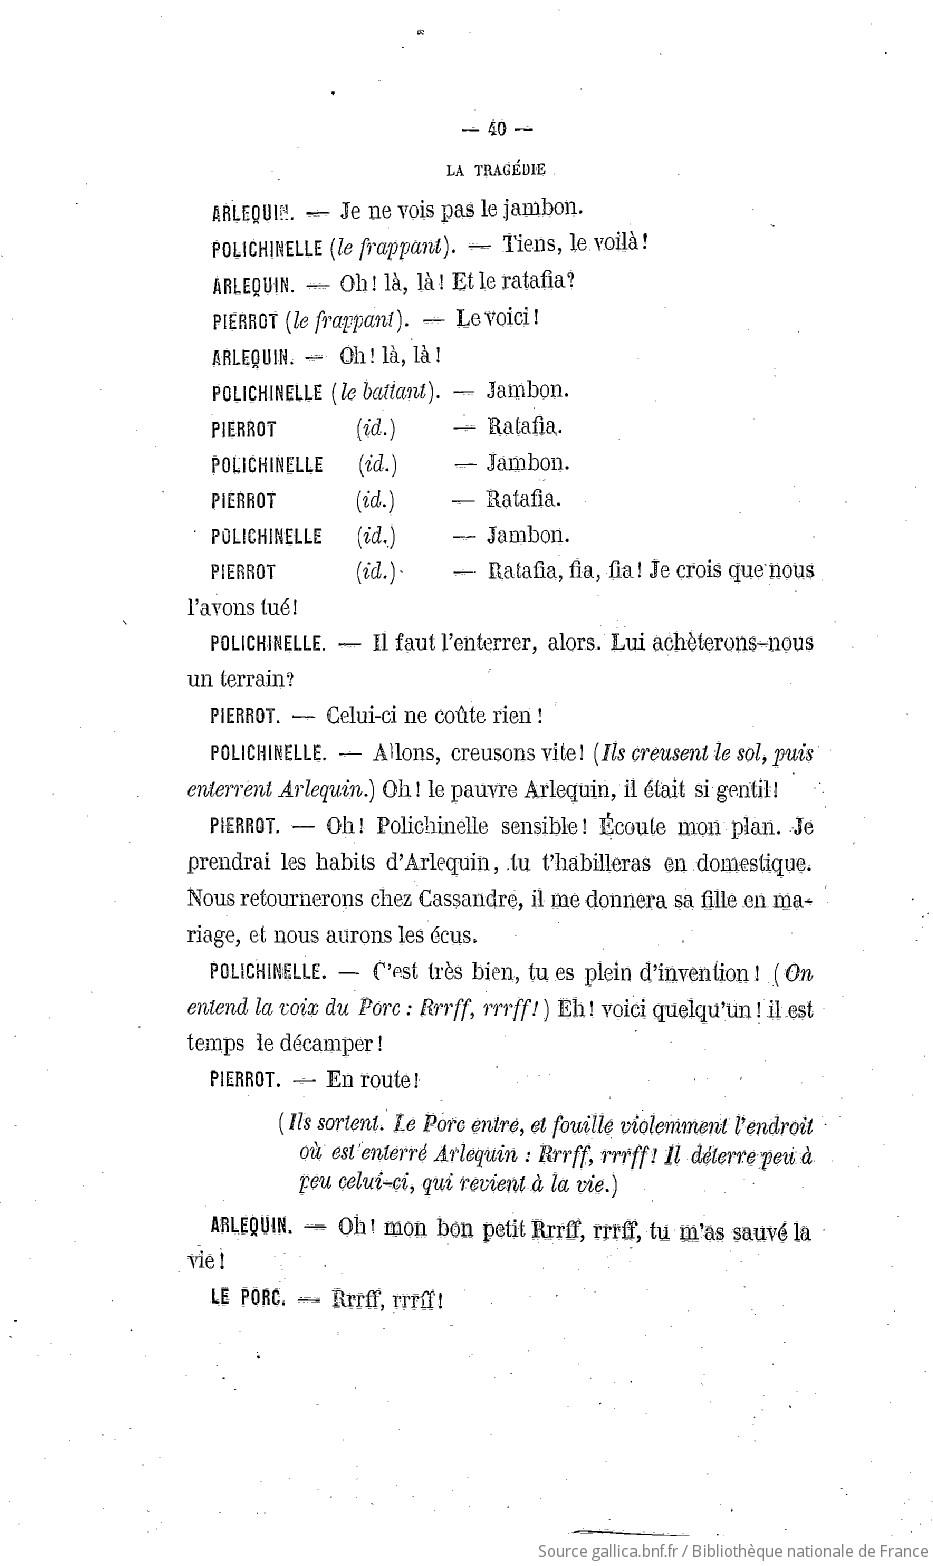 — 40 —
LA TRAGÉDIE
ARLEQUIN. — Je ne vois pas le jambon.
POLICHINELLE (le frappant). — Tiens, le voilà!
ARLEQUIN. — Oh! là, là! Et le ratafia?
PIERROT (le frappant). — Le voici!
ARLEQUIN. — Oh! là, là!
POLICHINELLE (le battant). — Jambon.
PIERROT (id.) — Ratafia.
POLICHINELLE (id.) — Jambon.
PIERROT (id.) — Ratafia.
POLICHINELLE (id.) — Jambon.
PIERROT (id.) — Ratafia, fia, fia! Je crois que nous
l'avons tué!
POLICHINELLE. — Il faut l'enterrer, alors. Lui achèterons-nous
un terrain?
PIERROT. — Celui-ci ne coûte rien!
POLICHINELLE. — Allons, creusons vite! (Ils creusent le sol, puis
enterrent Arlequin.) Oh! le pauvre Arlequin, il était si gentil!
PIERROT. — Oh! Polichinelle sensible! Écoute mon plan. Je
prendrai les habits d'Arlequin, tu t'habilleras en domestique.
Nous retournerons chez Cassandre, il me donnera sa fille en ma-
riage, et nous aurons les écus.
POLICHINELLE. — C'est très bien, tu es plein d'invention! (On
entend la voix du Porc : Rrrff, rrrff!) Eh! voici quelqu'un! il est
temps le décamper!
PIERROT. — En route!
(Ils sortent. Le Porc entre, et fouille violemment l'endroit
où est enterré Arlequin : Rrrff, rrrff! Il déterre peu à
peu celui-ci, qui revient à la vie.)
ARLEQUIN. — Oh! mon bon petit Rrrff, rrrff, tu m'as sauvé la
vie!
LE PORC. — Rrrff, rrrff!
Source gallica.bnf.fr / Bibliothèque nationale de France